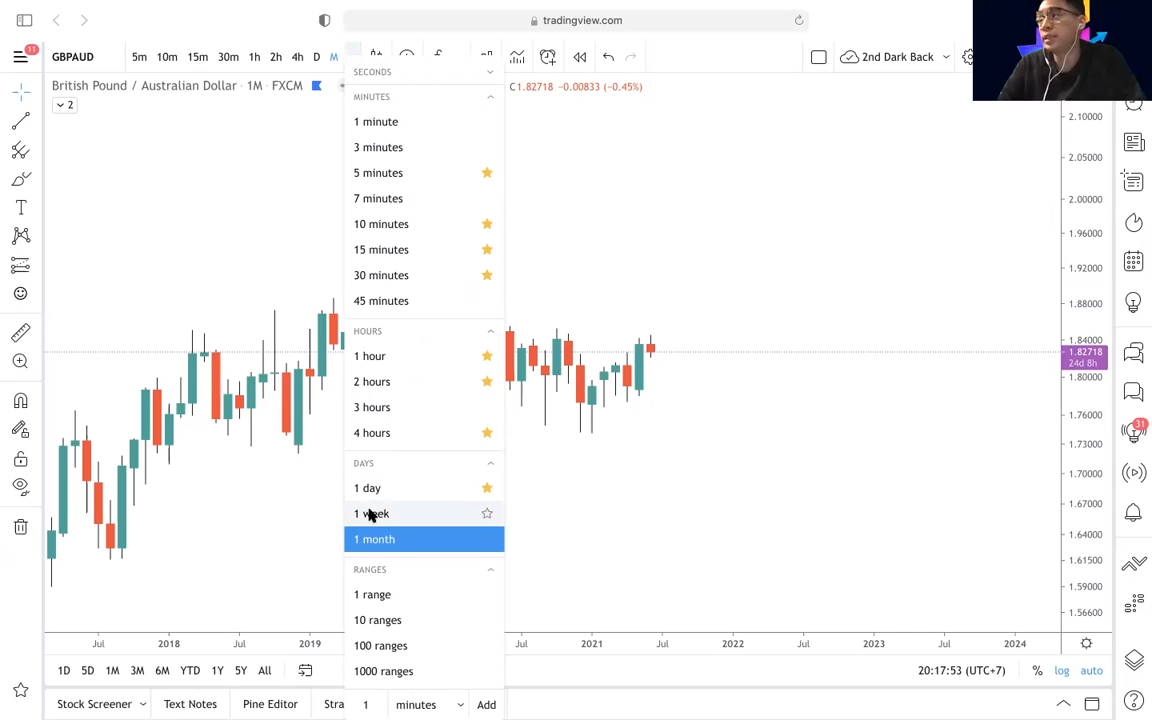 tradingview.com
11
GBPAUD 5m 10m 15m 30m 1h 2h 4h D M
2nd Dark Back
British Pound / Australian Dollar · 1M · FXCM C1.82718 −0.00833 (−0.45%)
2
SECONDS
MINUTES
1 minute
3 minutes
5 minutes
7 minutes
10 minutes
15 minutes
30 minutes
45 minutes
HOURS
1 hour
2 hours
3 hours
4 hours
DAYS
1 day
1 week
1 month
RANGES
1 range
10 ranges
100 ranges
1000 ranges
1 minutes Add
2.10000
2.05000
2.00000
1.96000
1.92000
1.88000
1.84000
1.82718
24d 8h
1.80000
1.76000
1.73000
1.70000
1.67000
1.64000
1.61500
1.59000
1.56600
31
Jul 2018 Jul 2019 Jul 2021 Jul 2022 Jul 2023 Jul 2024
1D 5D 1M 3M 6M YTD 1Y 5Y All
20:17:53 (UTC+7) % log auto
Stock Screener Text Notes Pine Editor Stra